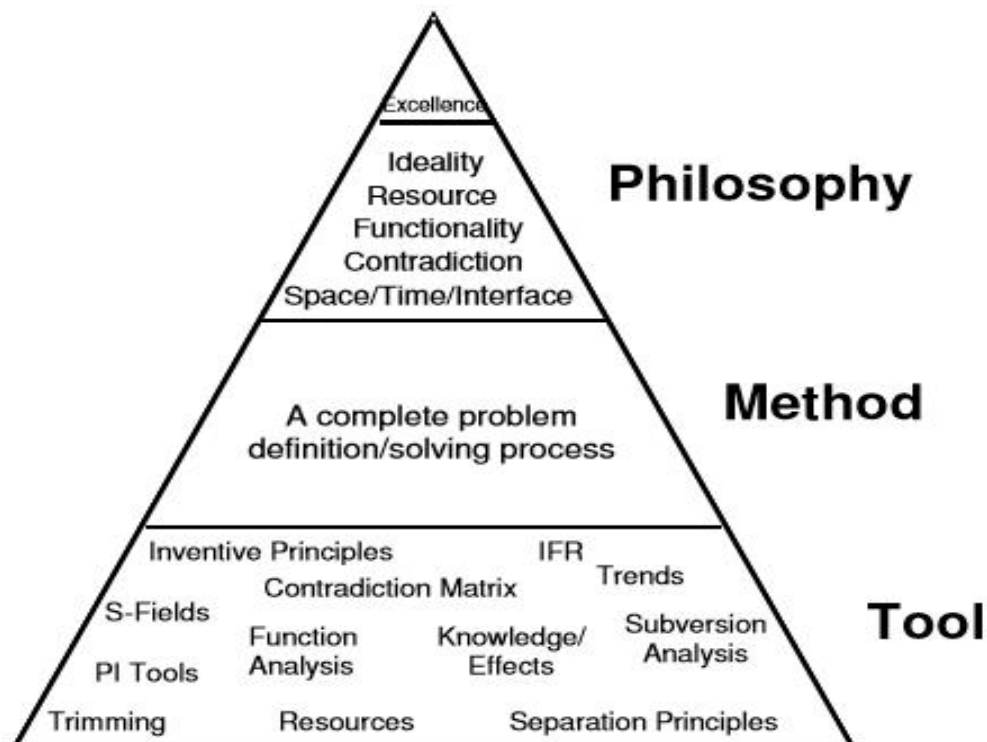 Excellence
Ideality
Resource
Functionality
Contradiction
Space/Time/Interface
Philosophy
A complete problem
definition/solving process
Method
Inventive Principles
IFR
Trends
Contradiction Matrix
S-Fields
Function
Analysis
Knowledge/
Effects
Subversion
Analysis
PI Tools
Trimming
Resources
Separation Principles
Tool